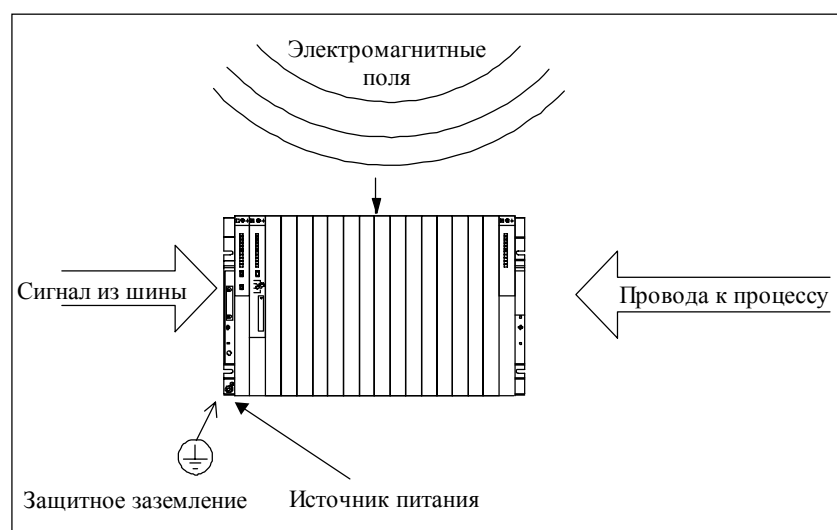 Электромагнитные
поля
Сигнал из шины
Провода к процессу
Защитное заземление
Источник питания